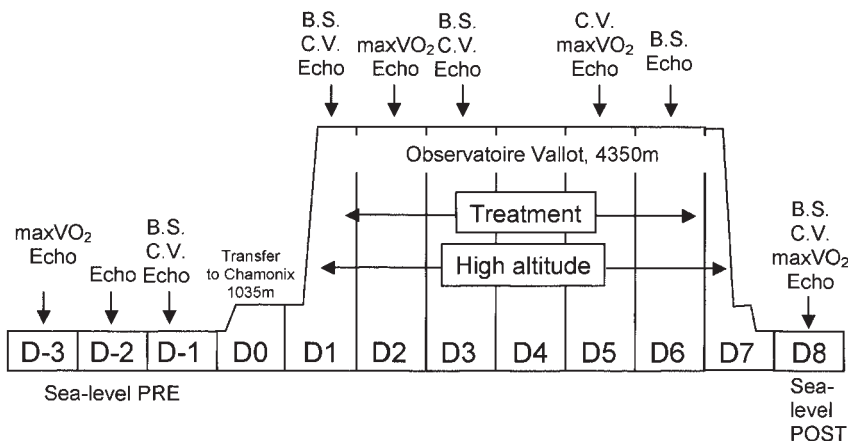 B.S.
C.V.
Echo
maxVO₂
Echo
B.S.
C.V.
Echo
C.V.
maxVO₂
Echo
B.S.
Echo
Observatoire Vallot, 4350m
Treatment
High altitude
maxVO₂
Echo
Echo
B.S.
C.V.
Echo
Transfer
to Chamonix
1035m
B.S.
C.V.
maxVO₂
Echo
D-3 D-2 D-1 D0 D1 D2 D3 D4 D5 D6 D7 D8
Sea-level PRE
Sea-
level
POST